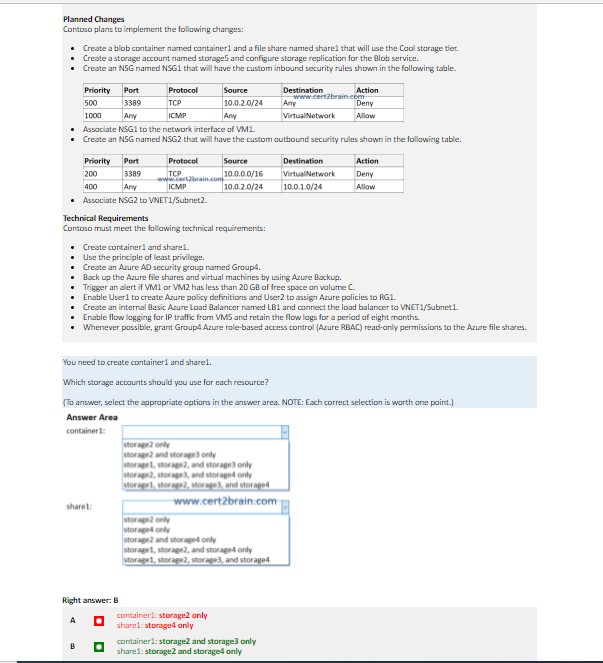 Planned Changes
Contoso plans to implement the following changes:
• Create a blob container named container1 and a file share named share1 that will use the Cool storage tier.
• Create a storage account named storage5 and configure storage replication for the Blob service.
• Create an NSG named NSG1 that will have the custom inbound security rules shown in the following table.
Priority Port Protocol Source Destination Action
www.cert2brain.com
500 3389 TCP 10.0.2.0/24 Any Deny
1000 Any ICMP Any VirtualNetwork Allow
• Associate NSG1 to the network interface of VM1.
• Create an NSG named NSG2 that will have the custom outbound security rules shown in the following table.
Priority Port Protocol Source Destination Action
200 3389 TCP 10.0.0.0/16 VirtualNetwork Deny
www.cert2brain.com
400 Any ICMP 10.0.2.0/24 10.0.1.0/24 Allow
• Associate NSG2 to VNET1/Subnet2.
Technical Requirements
Contoso must meet the following technical requirements:
• Create container1 and share1.
• Use the principle of least privilege.
• Create an Azure AD security group named Group4.
• Back up the Azure file shares and virtual machines by using Azure Backup.
• Trigger an alert if VM1 or VM2 has less than 20 GB of free space on volume C.
• Enable User1 to create Azure policy definitions and User2 to assign Azure policies to RG1.
• Create an internal Basic Azure Load Balancer named LB1 and connect the load balancer to VNET1/Subnet1.
• Enable flow logging for IP traffic from VM5 and retain the flow logs for a period of eight months.
• Whenever possible, grant Group4 Azure role-based access control (Azure RBAC) read-only permissions to the Azure file shares.
You need to create container1 and share1.
Which storage accounts should you use for each resource?
(To answer, select the appropriate options in the answer area. NOTE: Each correct selection is worth one point.)
Answer Area
container1:
storage2 only
storage2 and storage3 only
storage1, storage2, and storage3 only
storage2, storage3, and storage4 only
storage1, storage2, storage3, and storage4
www.cert2brain.com
share1:
storage2 only
storage4 only
storage2 and storage4 only
storage1, storage2, and storage4 only
storage1, storage2, storage3, and storage4
Right answer: B
A container1: storage2 only
share1: storage4 only
B container1: storage2 and storage3 only
share1: storage2 and storage4 only